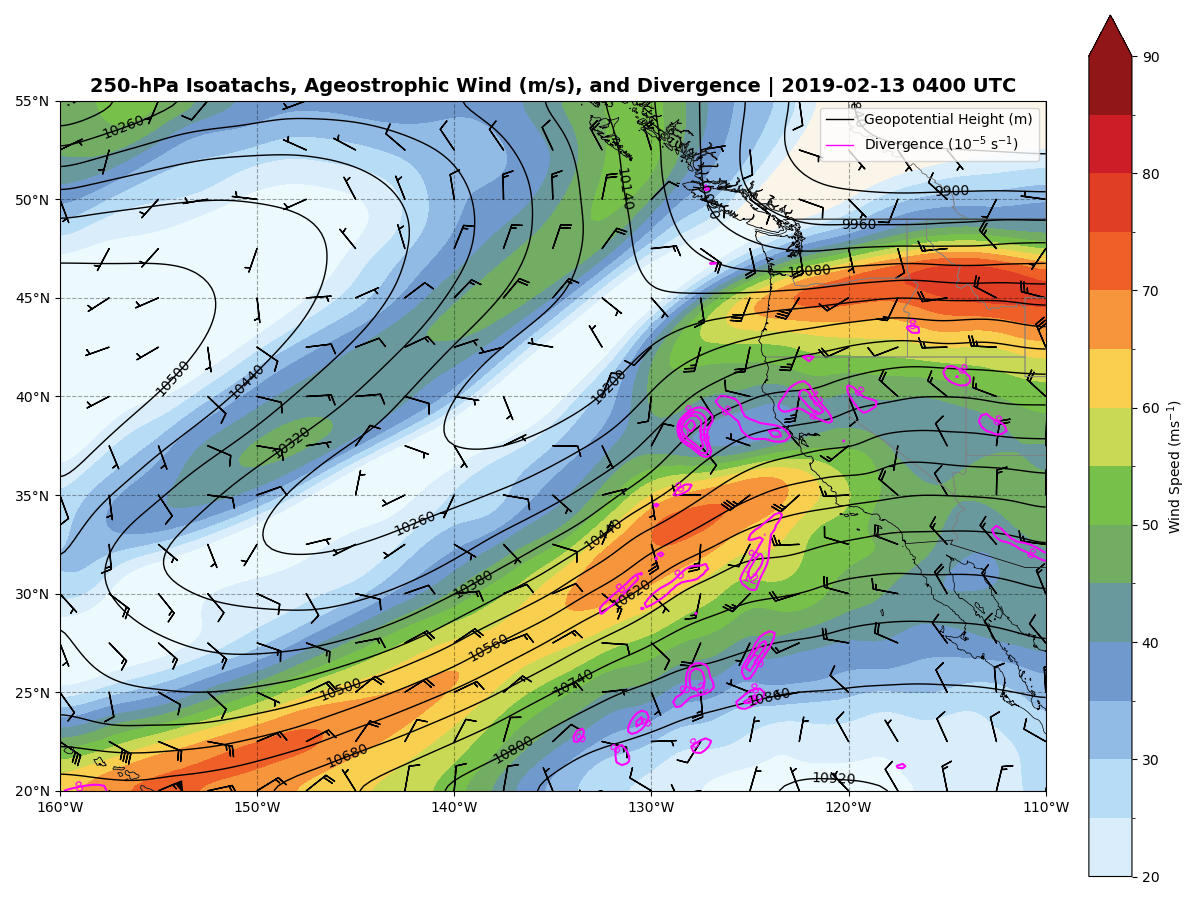 250-hPa Isoatachs, Ageostrophic Wind (m/s), and Divergence | 2019-02-13 0400 UTC
Geopotential Height (m)
Divergence (10⁻⁵ s⁻¹)
55°N
50°N
45°N
40°N
35°N
30°N
25°N
20°N
160°W
150°W
140°W
130°W
120°W
110°W
90
80
70
60
50
40
30
20
Wind Speed (ms⁻¹)
10260
10140
9900
9960
10080
10500
10440
10200
10320
10260
10440
10380
10620
10560
10740
10500
10860
10680
10800
10920